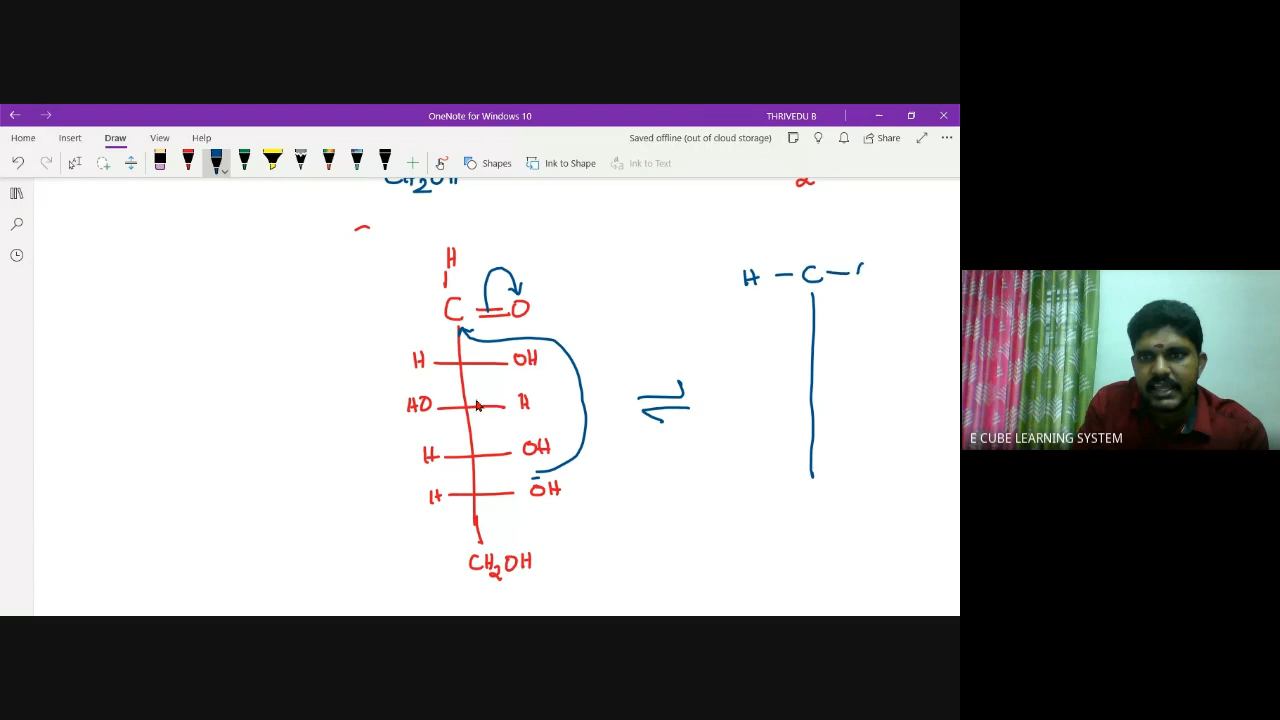 OneNote for Windows 10
THRIVEDU B
Home Insert Draw View Help
Saved offline (out of cloud storage)
Share
Shapes
Ink to Shape
Ink to Text
CH2OH
α
H
C = O
H OH
HO H
H OH
H OH
CH2OH
H - C -
E CUBE LEARNING SYSTEM